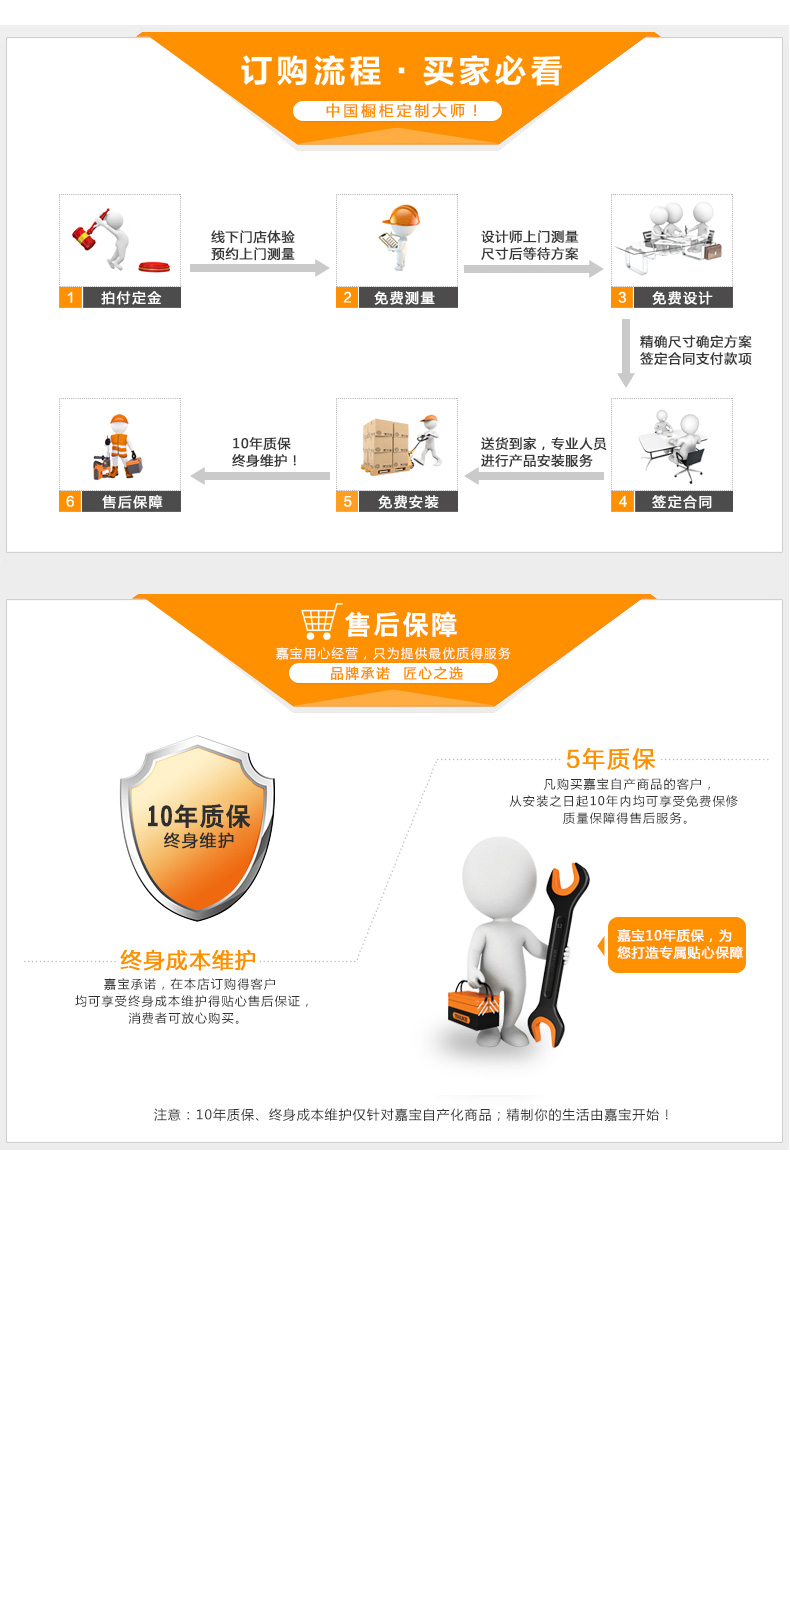 订购流程·买家必看
中国橱柜定制大师！
线下门店体验
预约上门测量
设计师上门测量
尺寸后等待方案
1 拍付定金
2 免费测量
3 免费设计
精确尺寸确定方案
签定合同支付款项
10年质保
终身维护！
送货到家，专业人员
进行产品安装服务
6 售后保障
5 免费安装
4 签定合同
售后保障
嘉宝用心经营，只为提供最优质得服务
品牌承诺 匠心之选
10年质保
终身维护
5年质保
凡购买嘉宝自产商品的客户，
从安装之日起10年内均可享受免费保修
质量保障得售后服务。
嘉宝10年质保，为
您打造专属贴心保障
终身成本维护
嘉宝承诺，在本店订购得客户
均可享受终身成本维护得贴心售后保证，
消费者可放心购买。
注意：10年质保、终身成本维护仅针对嘉宝自产化商品；精制你的生活由嘉宝开始！